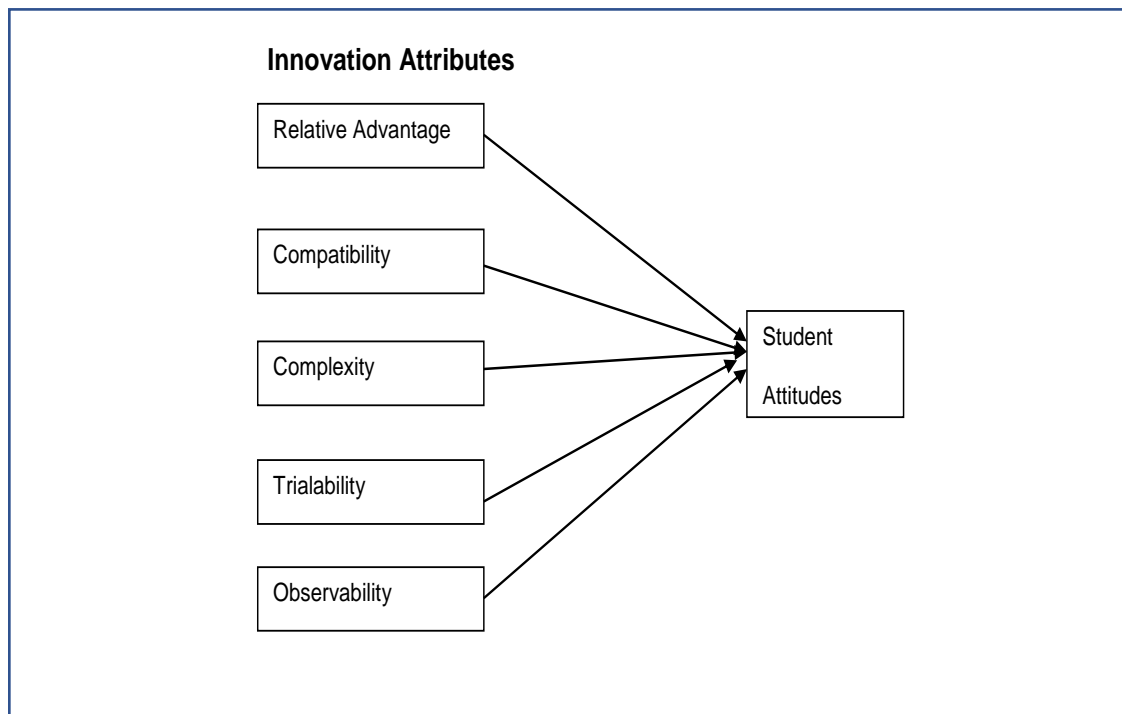 Innovation Attributes
Relative Advantage
Compatibility
Complexity
Trialability
Observability
Student
Attitudes